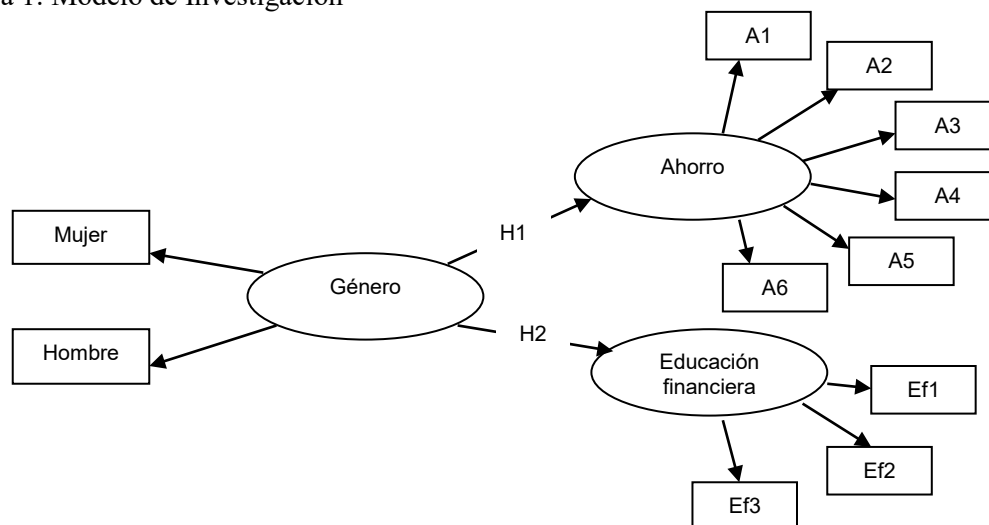 a 1. Modelo de Investigación
A1
A2
A3
Ahorro
A4
Mujer
H1
A5
Género
A6
Hombre
H2
Educación
financiera
Ef1
Ef2
Ef3